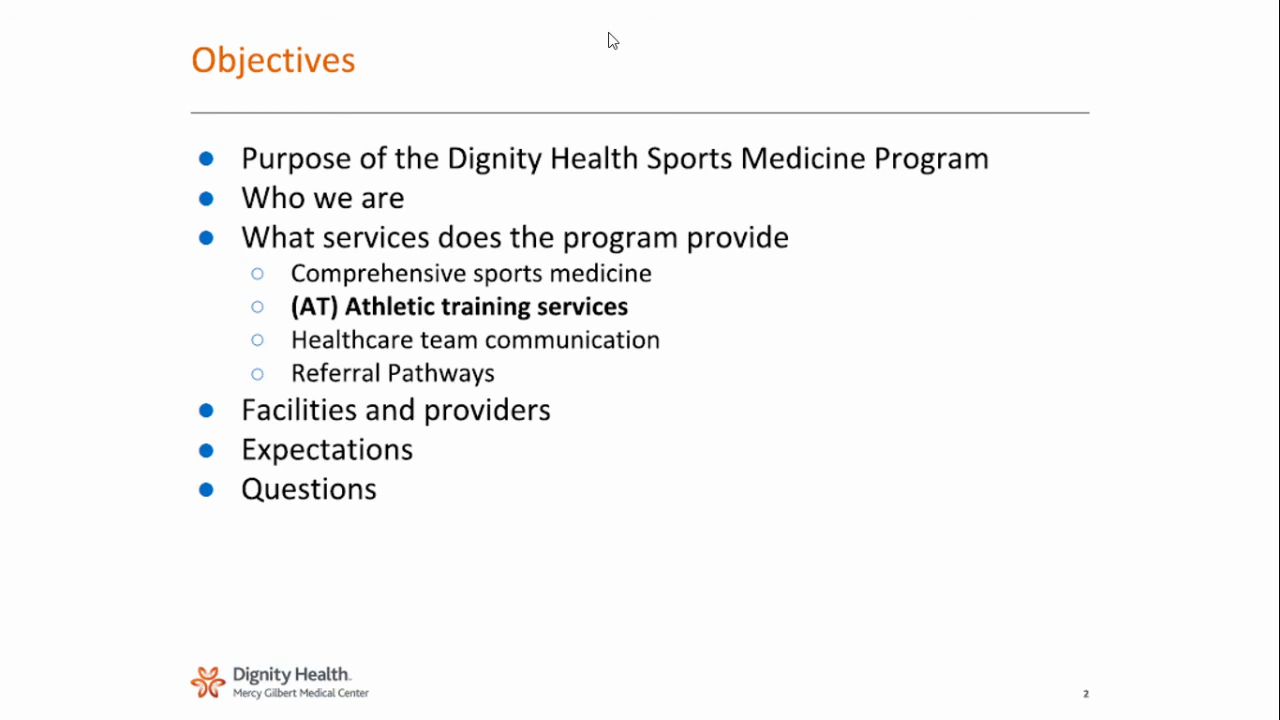 Objectives
● Purpose of the Dignity Health Sports Medicine Program
● Who we are
● What services does the program provide
○ Comprehensive sports medicine
○ (AT) Athletic training services
○ Healthcare team communication
○ Referral Pathways
● Facilities and providers
● Expectations
● Questions
Dignity Health.
Mercy Gilbert Medical Center
2